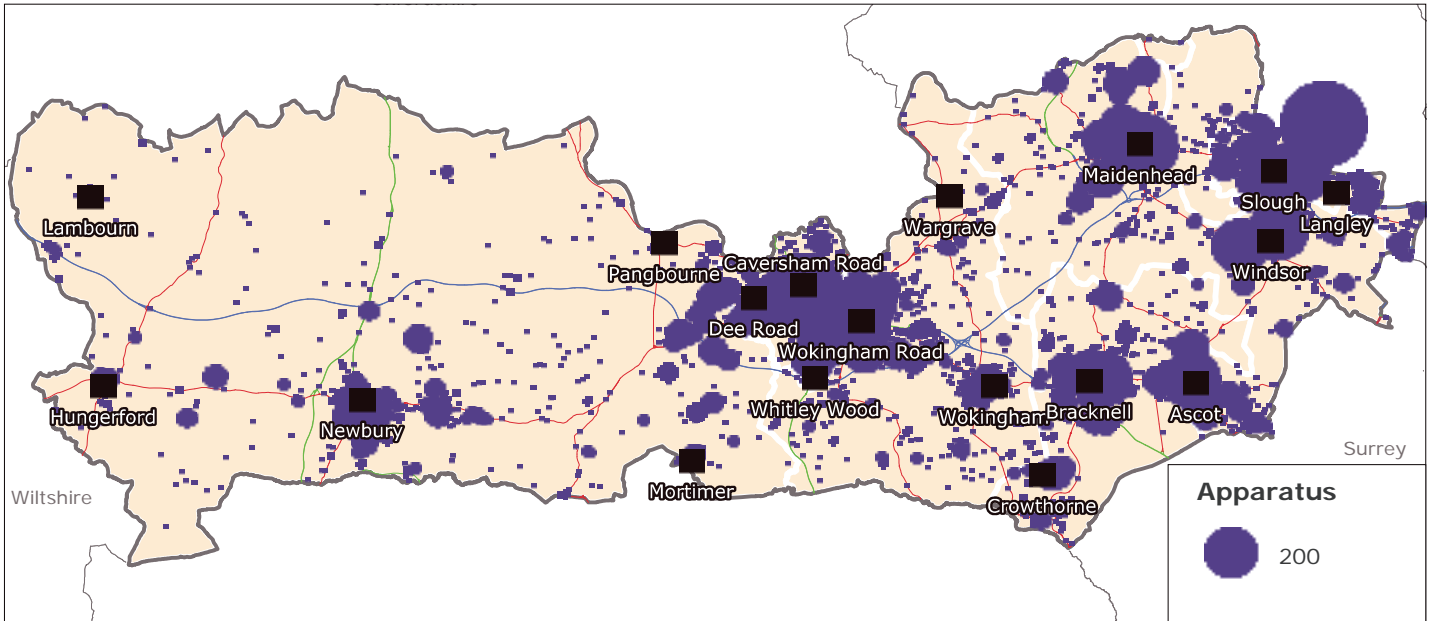 Maidenhead
Slough
Lambourn
Wargrave
Langley
Pangbourne
Caversham Road
Windsor
Dee Road
Wokingham Road
Hungerford
Newbury
Whitley Wood
Wokingham
Bracknell
Ascot
Surrey
Wiltshire
Mortimer
Crowthorne
Apparatus
200